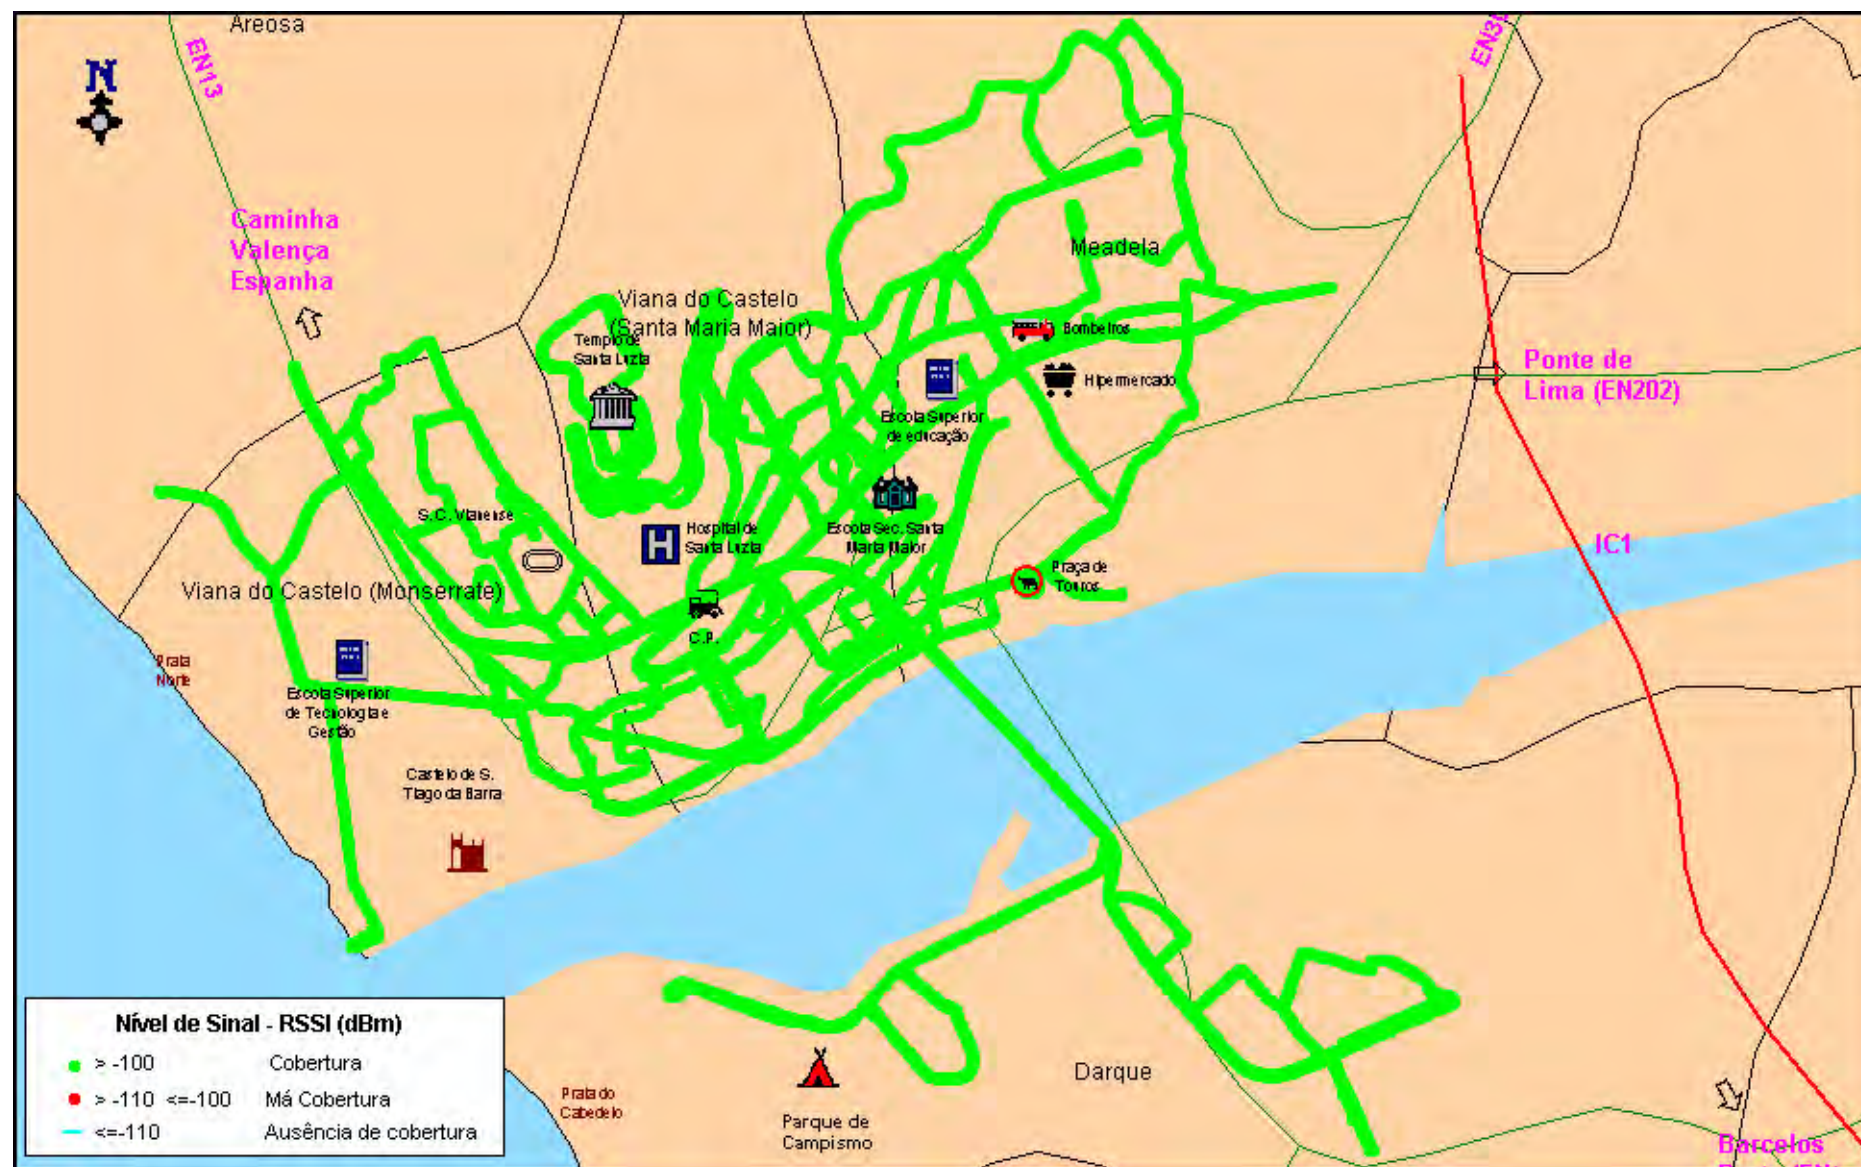 Areosa
EN13
N
Caminha
Valença
Espanha
Viana do Castelo
(Santa Maria Maior)
Templo de
Santa Luzia
Meadela
Bombeiros
Hipermercado
Escola Superior
de educação
Ponte de
Lima (EN202)
S.C. Vianense
H
Hospital de
Santa Luzia
Escola Sec. Santa
Maria Maior
IC1
Praça de
Touros
Viana do Castelo (Monserrate)
C.P.
Praia
Norte
Escola Superior
de Tecnologia e
Gestão
Castelo de S.
Tiago da Barra
Nível de Sinal - RSSI (dBm)
> -100 Cobertura
> -110 <=-100 Má Cobertura
<=-110 Ausência de cobertura
Praia do
Cabedelo
Parque de
Campismo
Darque
Barcelos